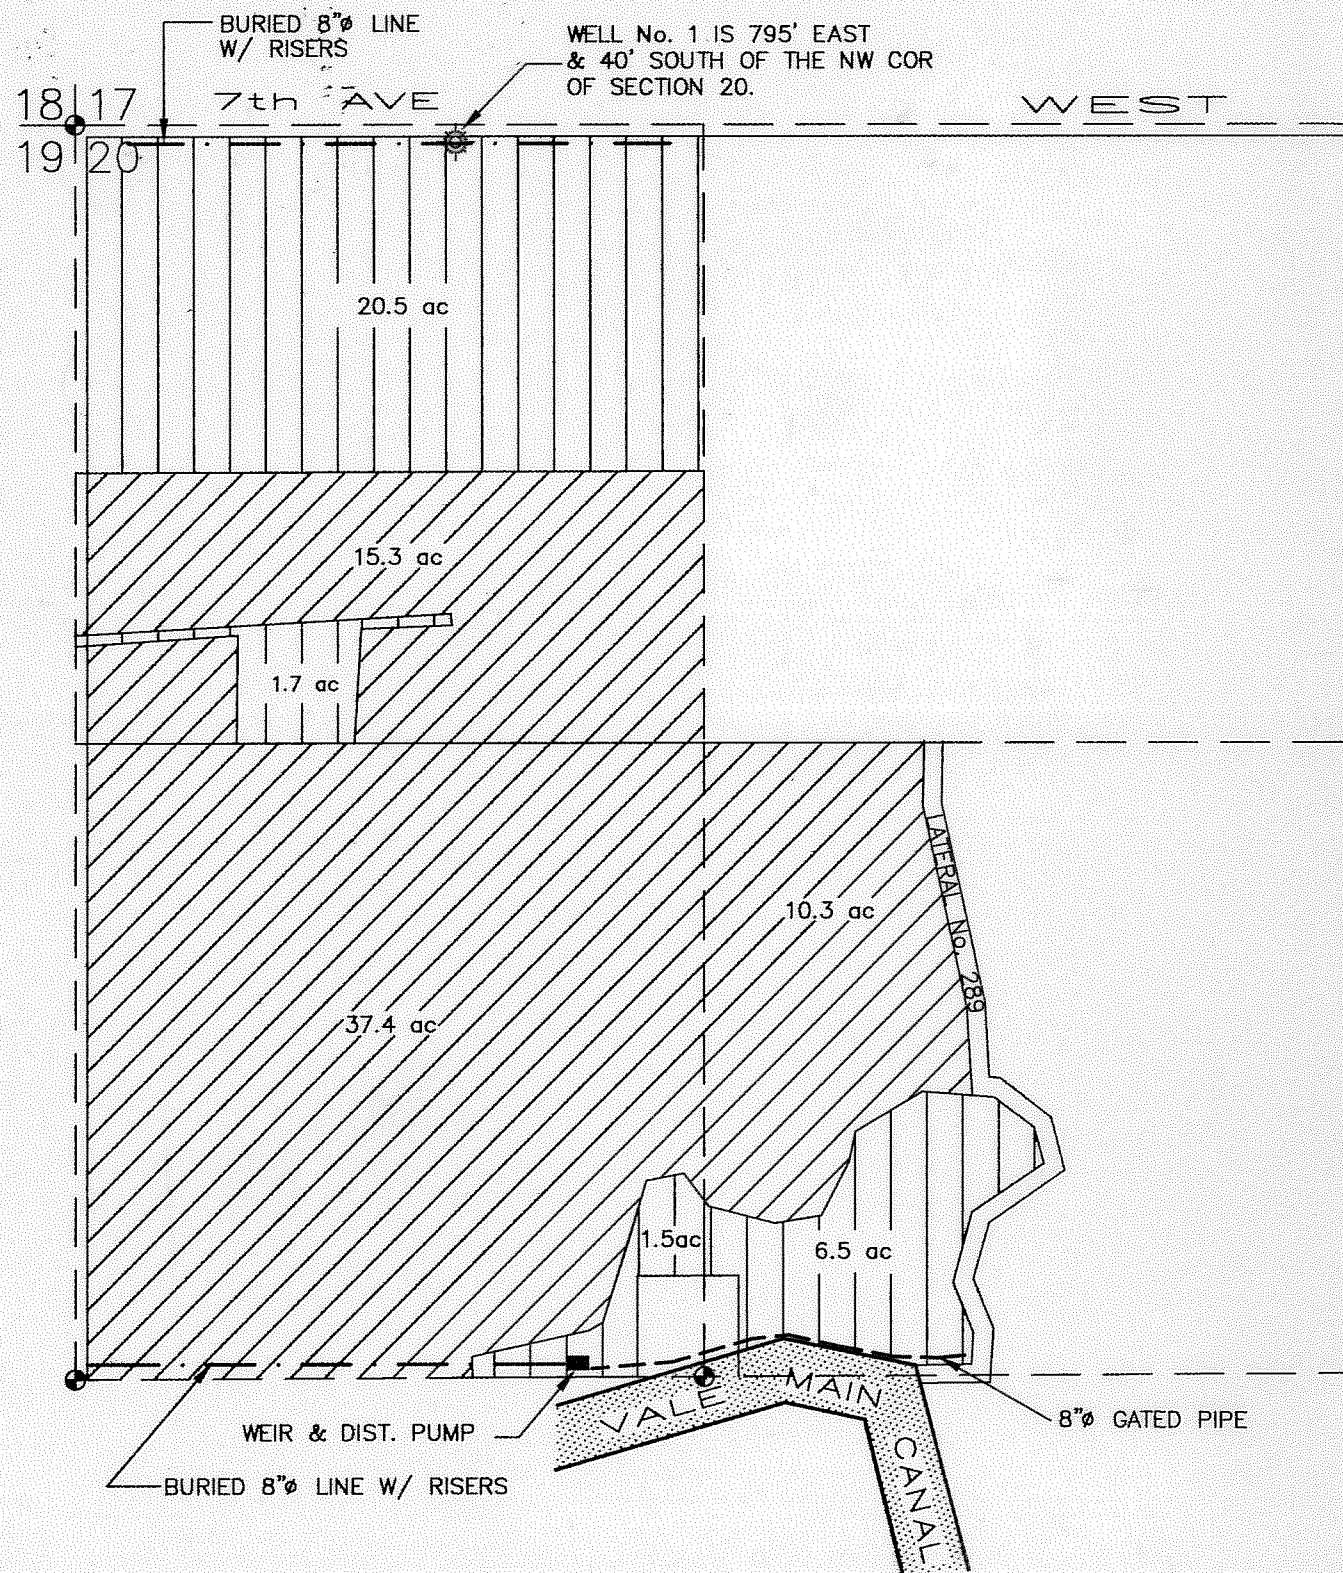 BURIED 8"ø LINE
W/ RISERS
WELL No. 1 IS 795' EAST
& 40' SOUTH OF THE NW COR
OF SECTION 20.
18 17
7th AVE
WEST
19 20
20.5 ac
15.3 ac
1.7 ac
LATERAL No. 289
10.3 ac
37.4 ac
1.5ac
6.5 ac
VALE MAIN CANAL
WEIR & DIST. PUMP
8"ø GATED PIPE
BURIED 8"ø LINE W/ RISERS